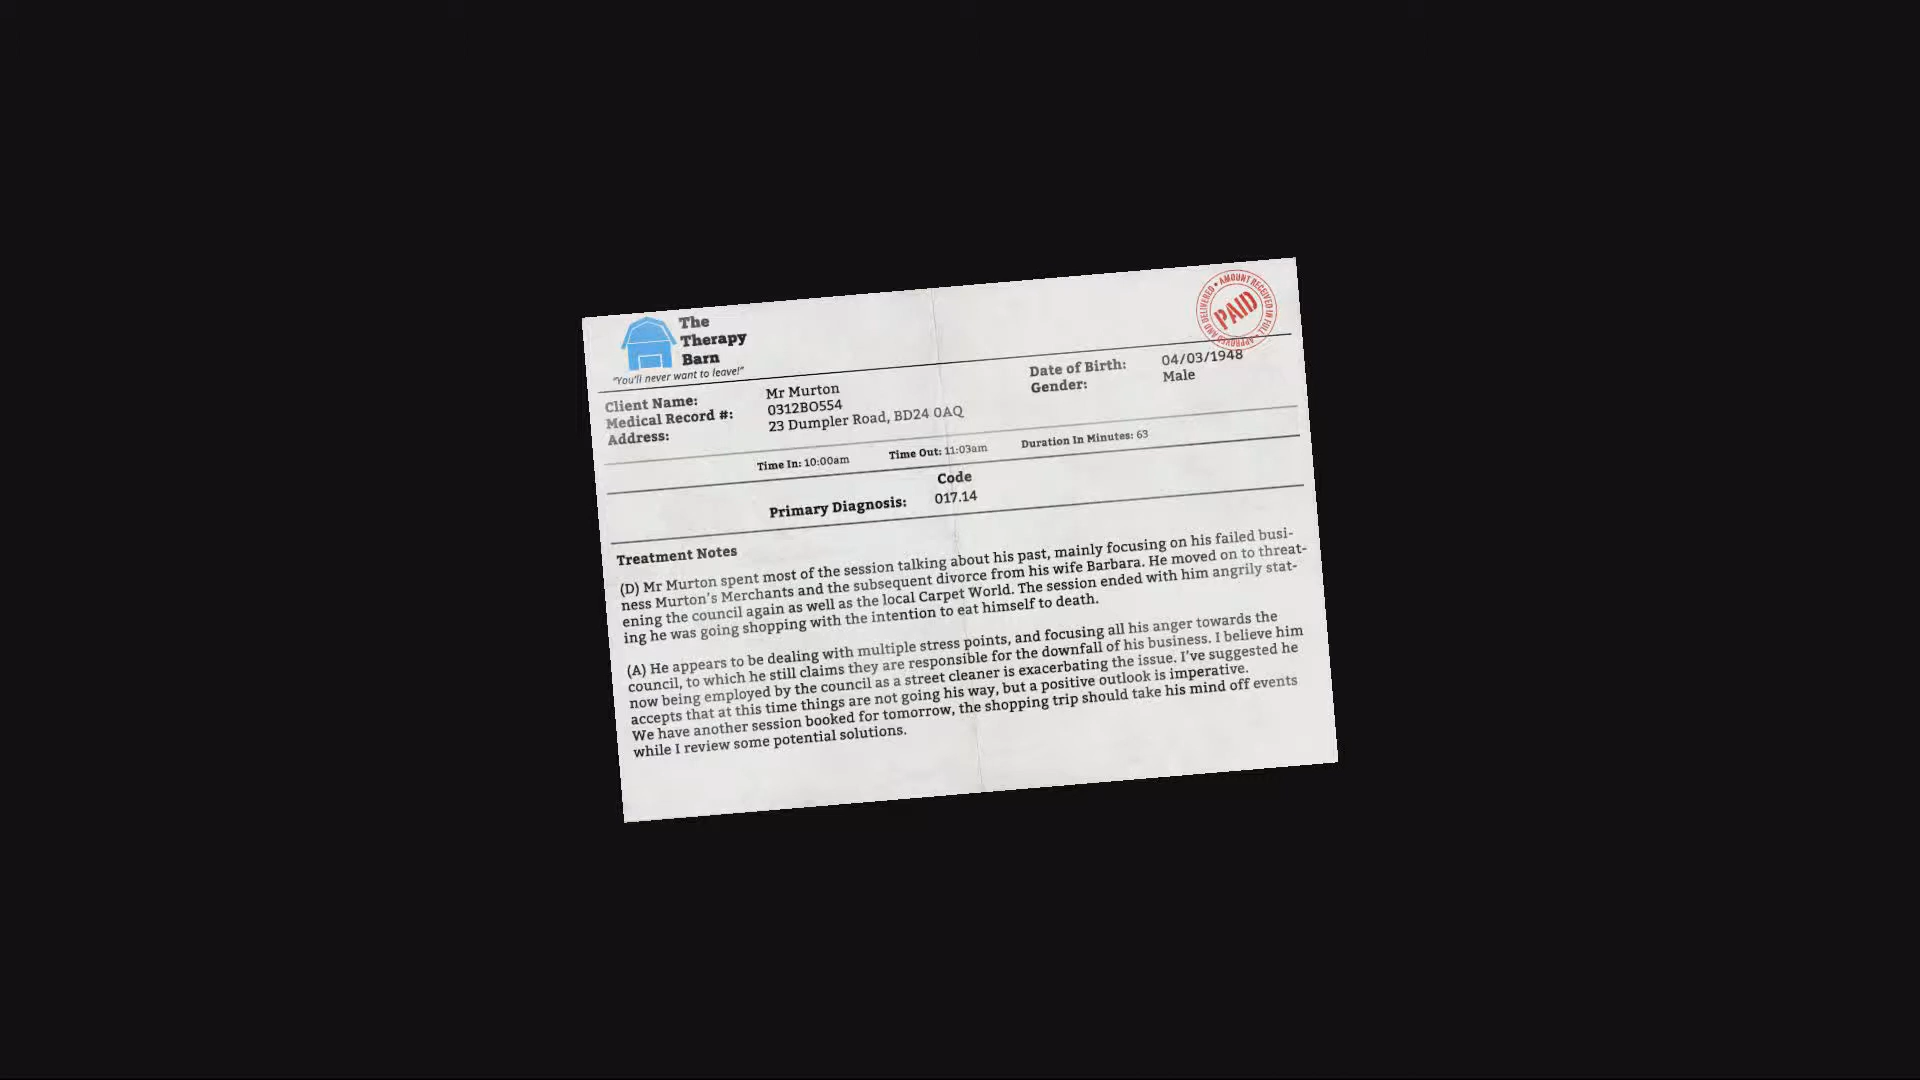 The
Therapy
Barn
"You'll never want to leave!"
AMOUNT RECEIVED IN FULL • APPROVED AND DELIVERED •
PAID
Client Name: Mr Murton
Medical Record #: 0312BO554
Address: 23 Dumpler Road, BD24 0AQ
Date of Birth: 04/03/1948
Gender: Male
Time In: 10:00am Time Out: 11:03am Duration In Minutes: 63
Code
Primary Diagnosis: 017.14
Treatment Notes
(D) Mr Murton spent most of the session talking about his past, mainly focusing on his failed busi-
ness Murton's Merchants and the subsequent divorce from his wife Barbara. He moved on to threat-
ening the council again as well as the local Carpet World. The session ended with him angrily stat-
ing he was going shopping with the intention to eat himself to death.
(A) He appears to be dealing with multiple stress points, and focusing all his anger towards the
council, to which he still claims they are responsible for the downfall of his business. I believe him
now being employed by the council as a street cleaner is exacerbating the issue. I've suggested he
accepts that at this time things are not going his way, but a positive outlook is imperative.
We have another session booked for tomorrow, the shopping trip should take his mind off events
while I review some potential solutions.